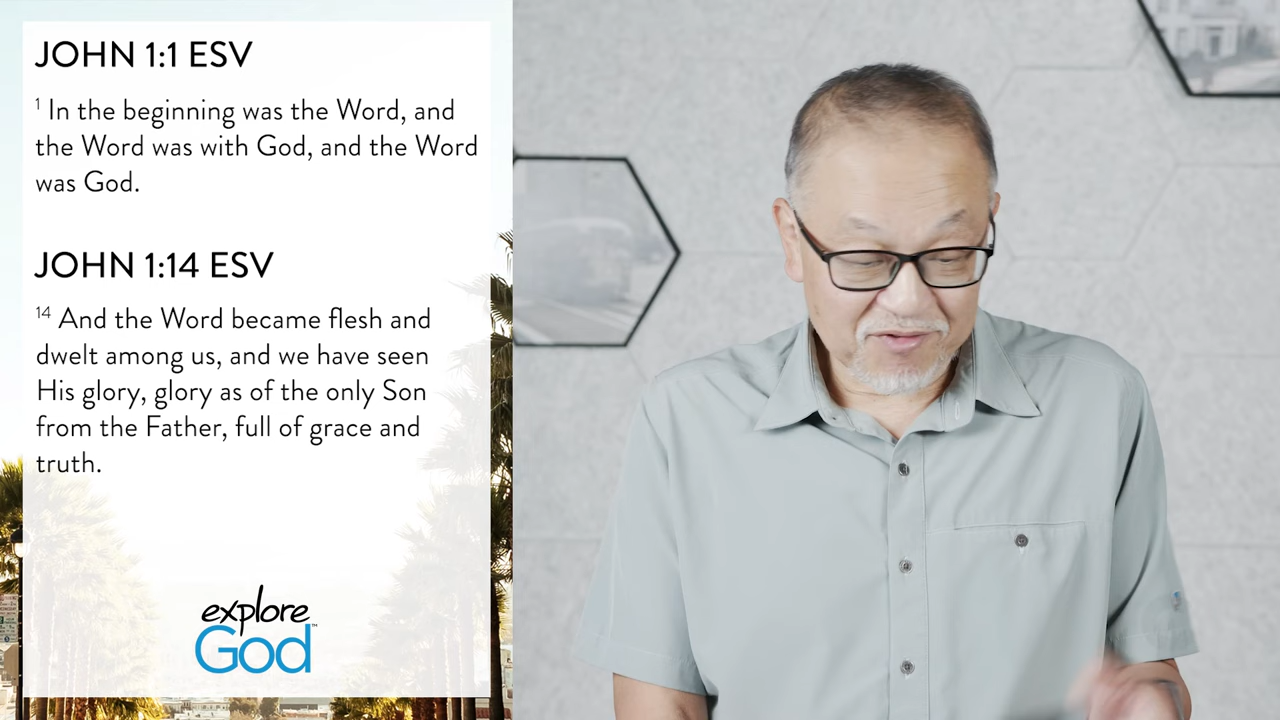 JOHN 1:1 ESV
1 In the beginning was the Word, and
the Word was with God, and the Word
was God.
JOHN 1:14 ESV
14 And the Word became flesh and
dwelt among us, and we have seen
His glory, glory as of the only Son
from the Father, full of grace and
truth.
explore
God™